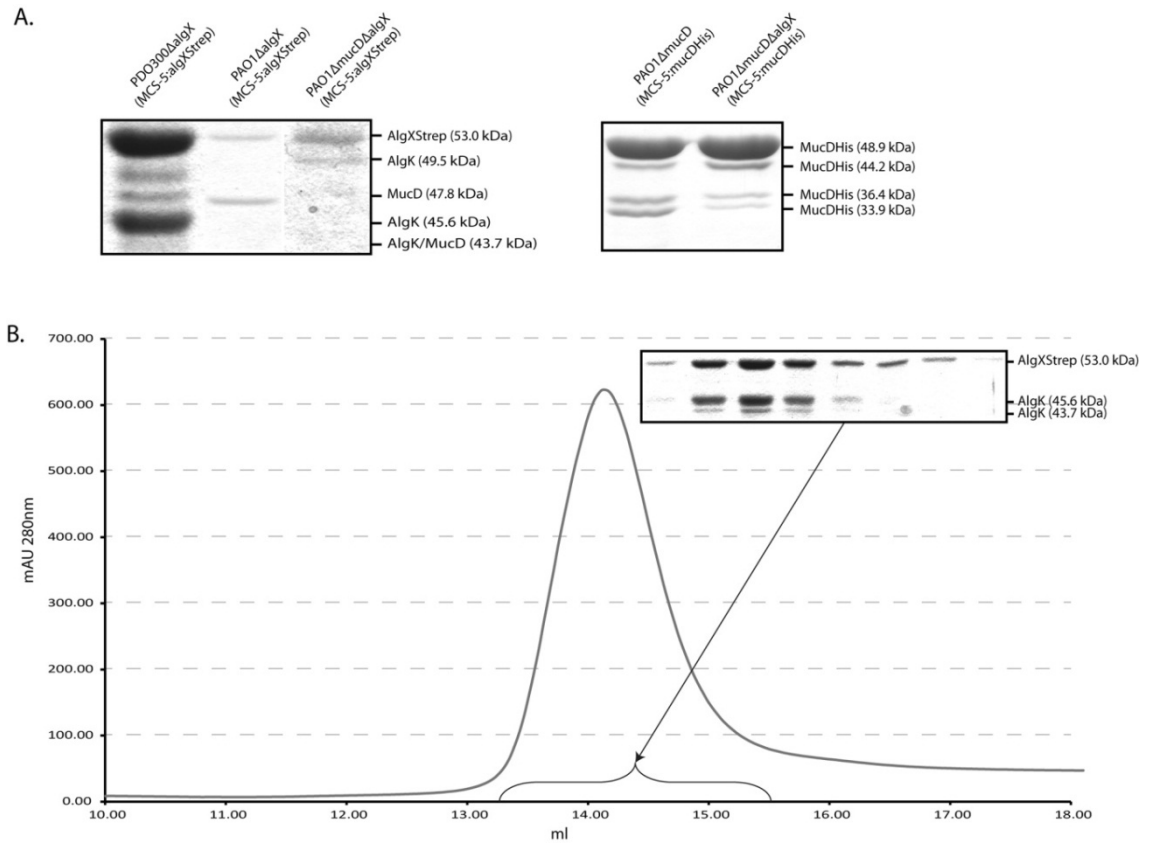 A.
PDO300ΔalgX
(MCS-5:algXStrep)
PAO1ΔalgX
(MCS-5:algXStrep)
PAO1ΔmucDΔalgX
(MCS-5:algXStrep)
AlgXStrep (53.0 kDa)
AlgK (49.5 kDa)
MucD (47.8 kDa)
AlgK (45.6 kDa)
AlgK/MucD (43.7 kDa)
PAO1ΔmucD
(MCS-5:mucDHis)
PAO1ΔmucDΔalgX
(MCS-5:mucDHis)
MucDHis (48.9 kDa)
MucDHis (44.2 kDa)
MucDHis (36.4 kDa)
MucDHis (33.9 kDa)
B.
700.00
600.00
500.00
400.00
300.00
200.00
100.00
0.00
mAU 280nm
AlgXStrep (53.0 kDa)
AlgK (45.6 kDa)
AlgK (43.7 kDa)
10.00 11.00 12.00 13.00 14.00 15.00 16.00 17.00 18.00
ml